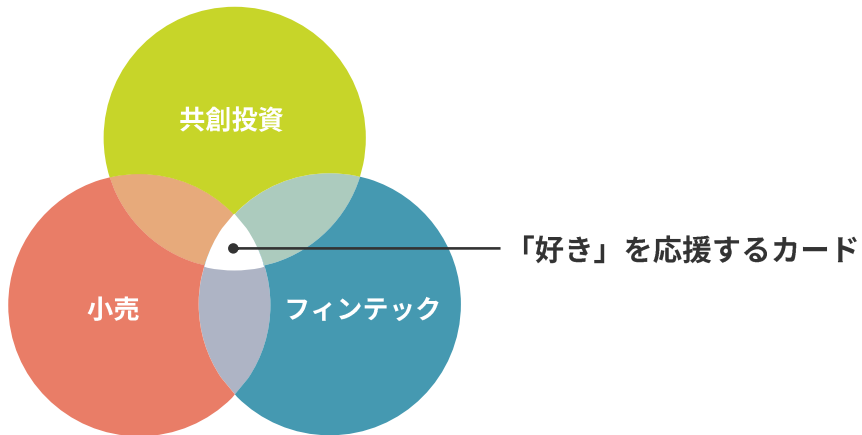 共創投資
「好き」を応援するカード
小売
フィンテック